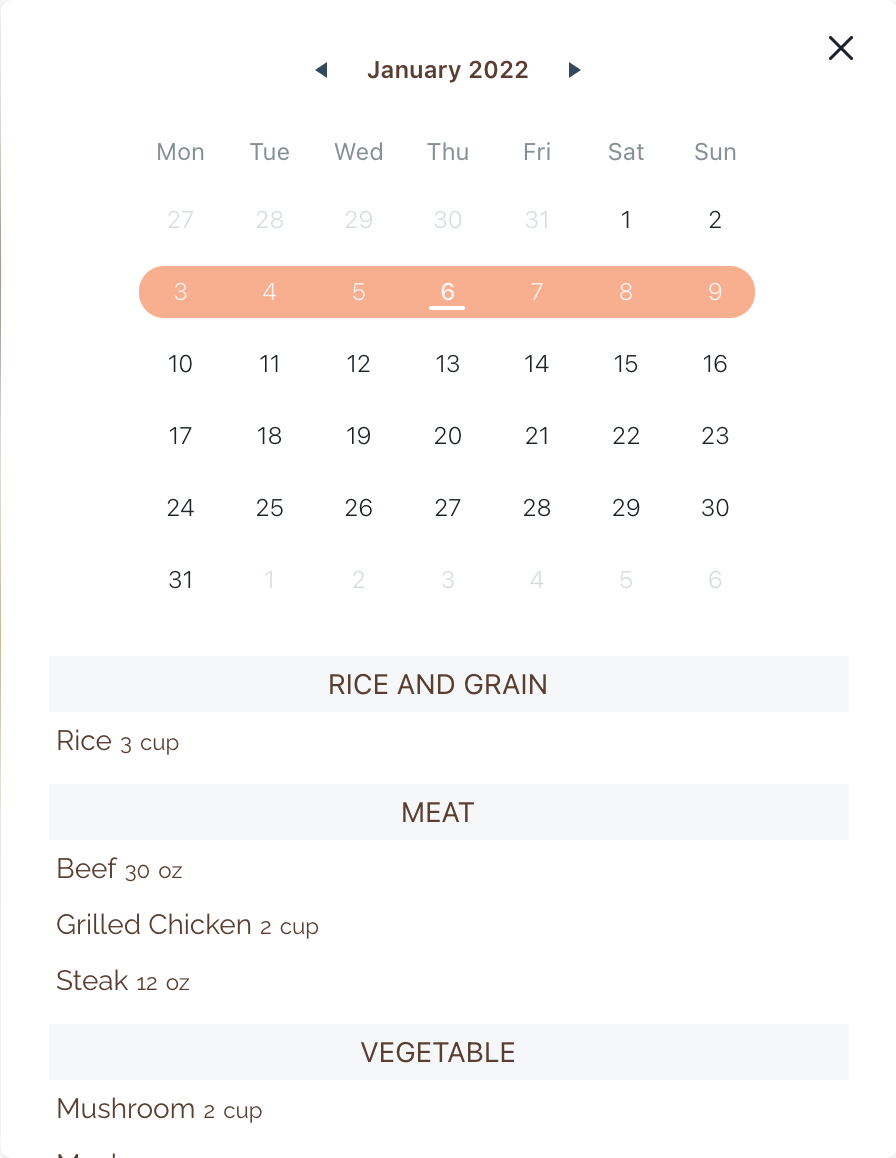 January 2022
Mon Tue Wed Thu Fri Sat Sun
27 28 29 30 31 1 2
3 4 5 6 7 8 9
10 11 12 13 14 15 16
17 18 19 20 21 22 23
24 25 26 27 28 29 30
31 1 2 3 4 5 6
RICE AND GRAIN
Rice 3 cup
MEAT
Beef 30 oz
Grilled Chicken 2 cup
Steak 12 oz
VEGETABLE
Mushroom 2 cup